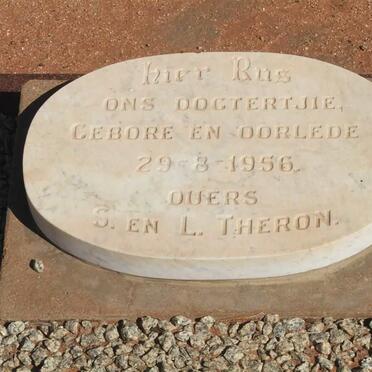 Hier Rus
ONS DOGTERTJIE,
GEBORE EN OORLEDE
29-8-1956.
OUERS
S. EN L. THERON.